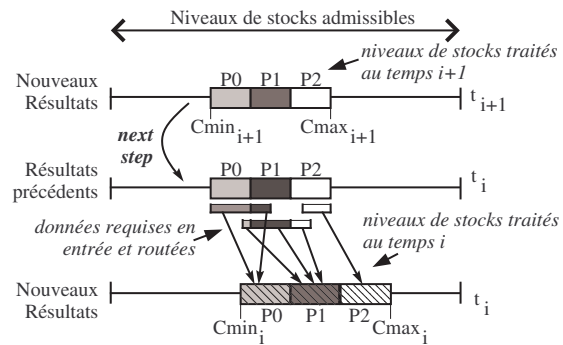 Niveaux de stocks admissibles
P0 P1 P2
niveaux de stocks traités
au temps i+1
Nouveaux
Résultats
t i+1
Cmin i+1
Cmax i+1
next
step
P0 P1 P2
Résultats
précédents
t i
données requises en
entrée et routées
niveaux de stocks traités
au temps i
Nouveaux
Résultats
t i
Cmin i
P0 P1 P2
Cmax i